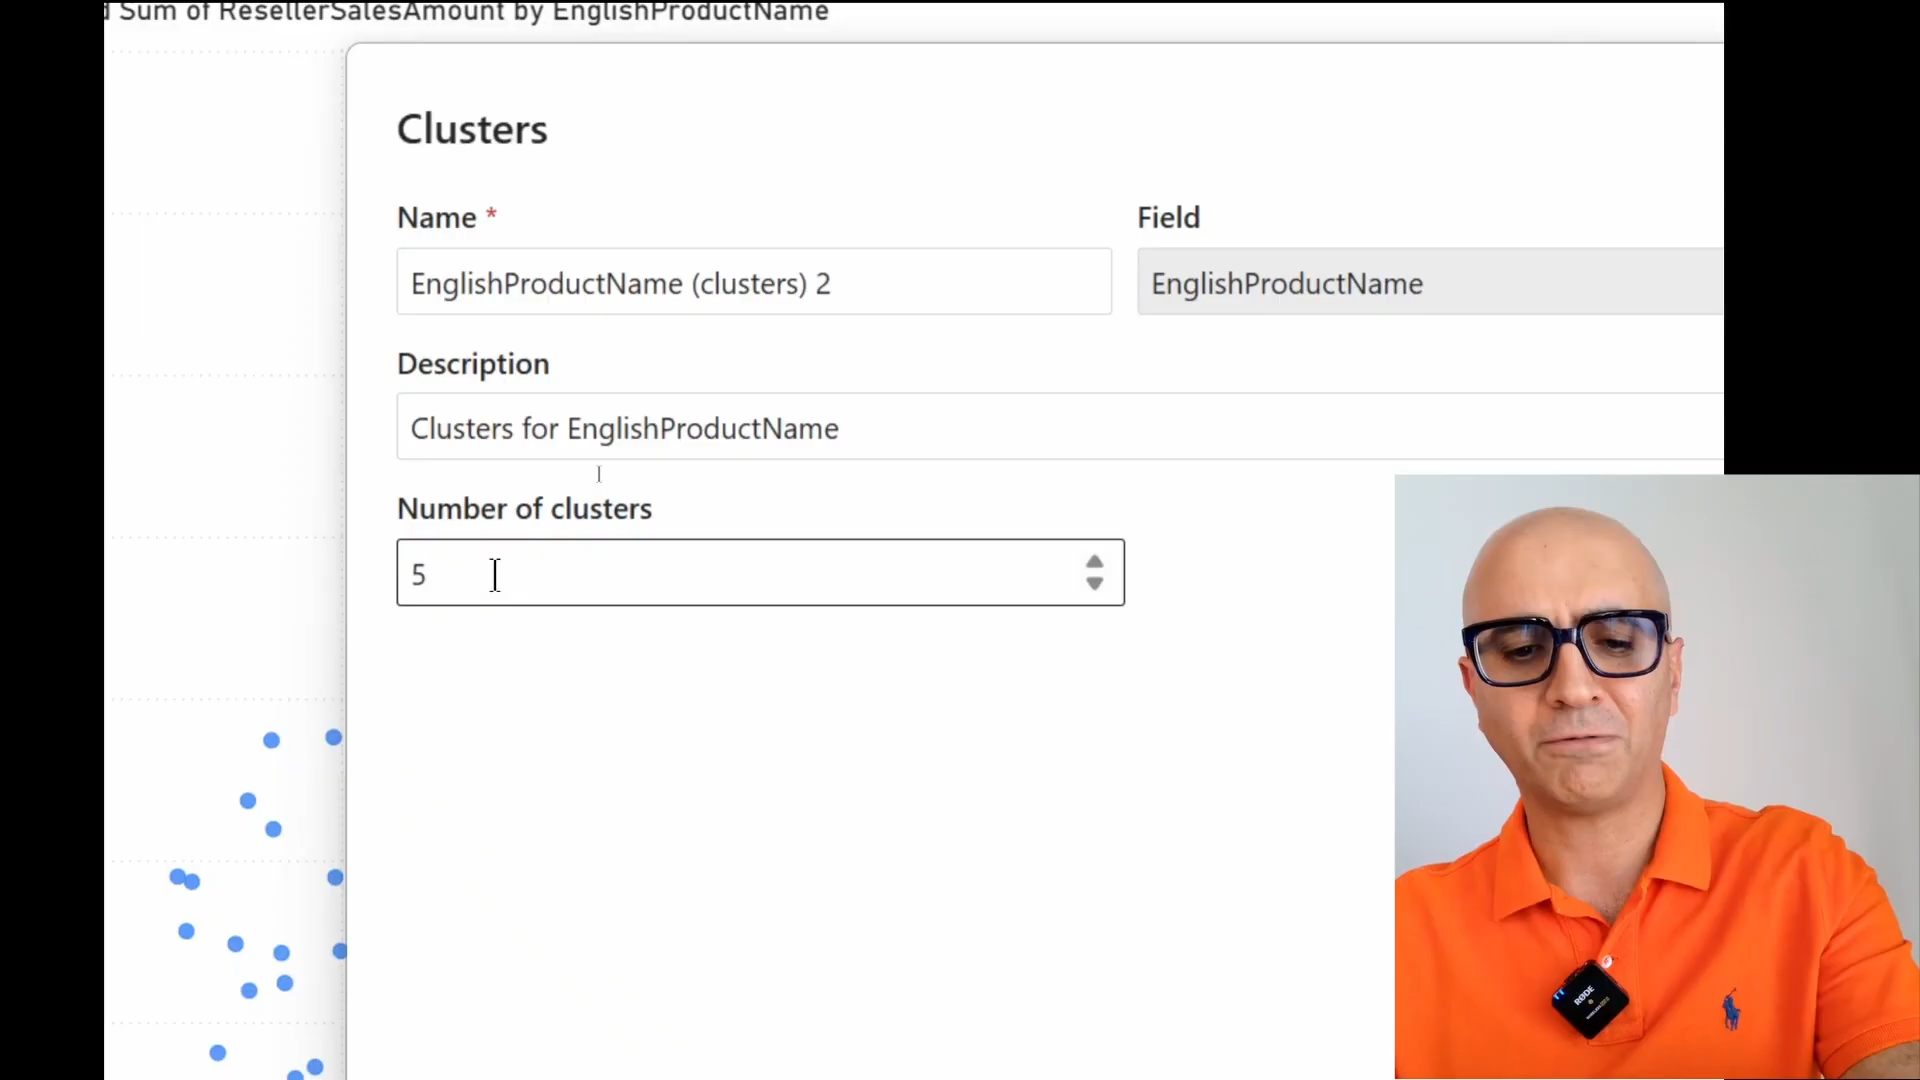 Sum of ResellerSalesAmount by EnglishProductName
Clusters
Name *
Field
EnglishProductName (clusters) 2
EnglishProductName
Description
Clusters for EnglishProductName
Number of clusters
5
RØDE